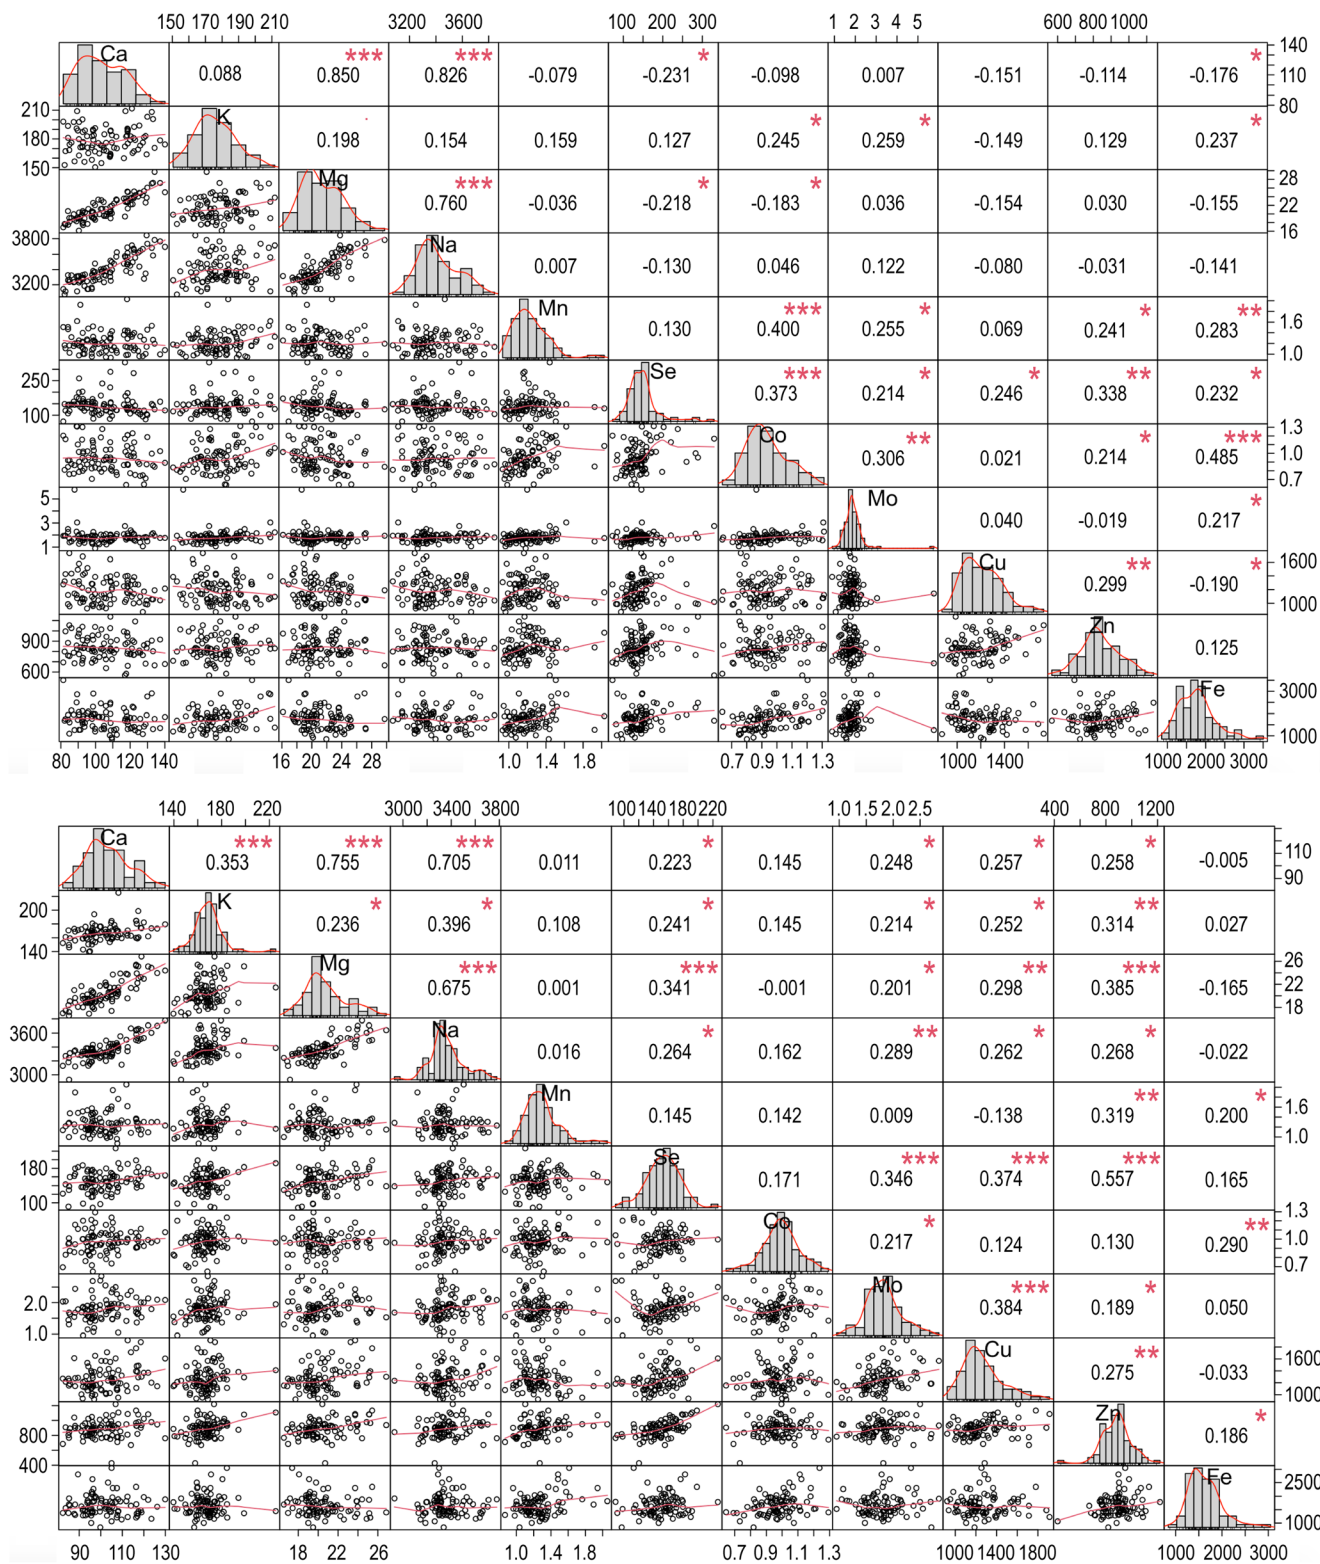 150 170 190 210 3200 3600 100 200 300 1 2 3 4 5 600 800 1000
Ca 0.088 *** 0.850 *** 0.826 -0.079 * -0.231 -0.098 0.007 -0.151 -0.114 * -0.176 140 110 80
210 180 150 K 0.198 0.154 0.159 0.127 * 0.245 * 0.259 -0.149 0.129 * 0.237
Mg *** 0.760 -0.036 * -0.218 * -0.183 0.036 -0.154 0.030 -0.155 28 22 16
3800 3200 Na 0.007 -0.130 0.046 0.122 -0.080 -0.031 -0.141
Mn 0.130 *** 0.400 * 0.255 0.069 * 0.241 ** 0.283 1.6 1.0
250 100 Se *** 0.373 * 0.214 * 0.246 ** 0.338 * 0.232
Co ** 0.306 0.021 * 0.214 *** 0.485 1.3 1.0 0.7
5 3 1 Mo 0.040 -0.019 * 0.217
Cu ** 0.299 * -0.190 1600 1000
900 600 Zn 0.125
Fe 3000 1000
80 100 120 140 16 20 24 28 1.0 1.4 1.8 0.7 0.9 1.1 1.3 1000 1400 1000 2000 3000
140 180 220 3000 3400 3800 100 140 180 220 1.0 1.5 2.0 2.5 400 800 1200
Ca *** 0.353 *** 0.755 *** 0.705 0.011 * 0.223 0.145 * 0.248 * 0.257 * 0.258 -0.005 110 90
200 140 K * 0.236 * 0.396 0.108 * 0.241 0.145 * 0.214 * 0.252 ** 0.314 0.027
Mg *** 0.675 0.001 *** 0.341 -0.001 * 0.201 ** 0.298 *** 0.385 -0.165 26 22 18
3600 3000 Na 0.016 * 0.264 0.162 ** 0.289 * 0.262 * 0.268 -0.022
Mn 0.145 0.142 0.009 -0.138 ** 0.319 * 0.200 1.6 1.0
180 100 Se 0.171 *** 0.346 *** 0.374 *** 0.557 0.165
Co * 0.217 0.124 0.130 ** 0.290 1.3 1.0 0.7
2.0 1.0 Mo *** 0.384 * 0.189 0.050
Cu ** 0.275 -0.033 1600 1000
800 400 Zn * 0.186
Fe 2500 1000
90 110 130 18 22 26 1.0 1.4 1.8 0.7 0.9 1.1 1.3 1000 1400 1800 1000 2000 3000